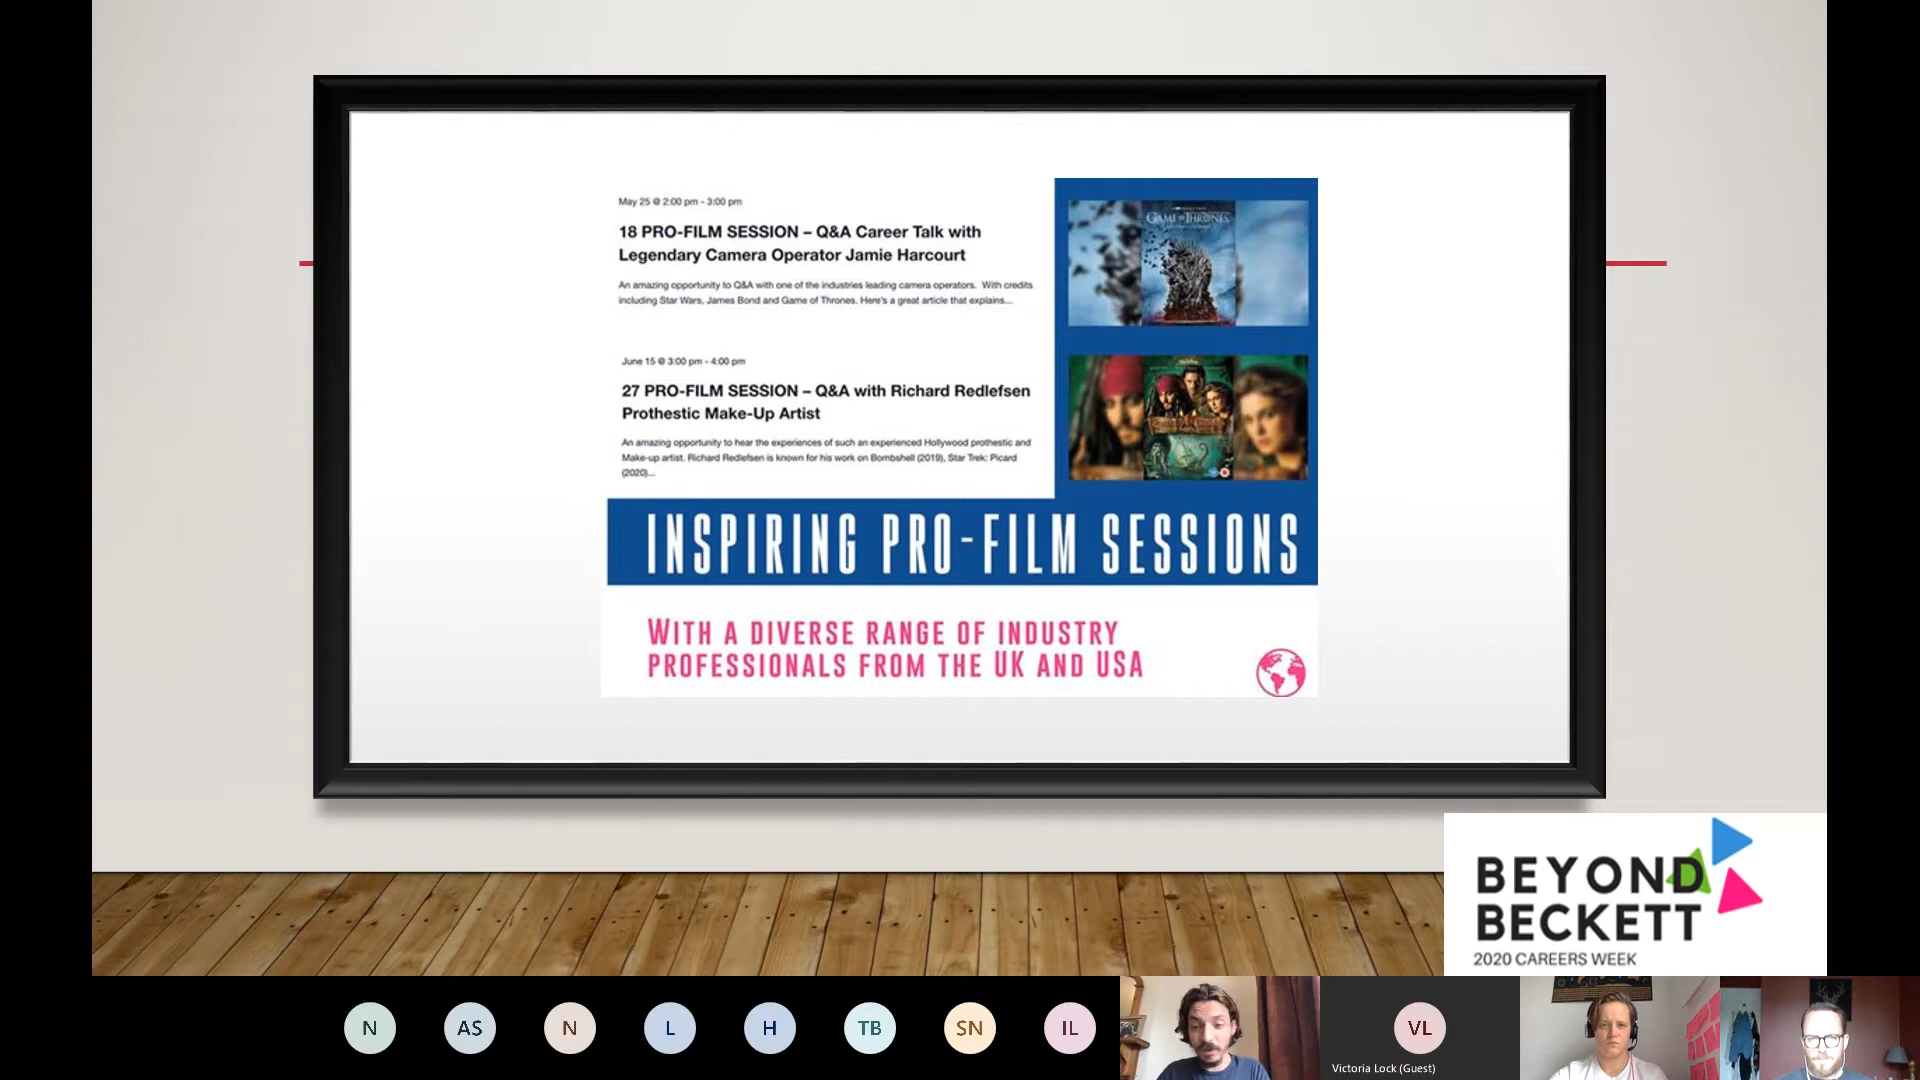 May 25 @ 2:00 pm - 3:00 pm
18 PRO-FILM SESSION – Q&A Career Talk with
Legendary Camera Operator Jamie Harcourt
An amazing opportunity to Q&A with one of the industries leading camera operators. With credits
including Star Wars, James Bond and Game of Thrones. Here's a great article that explains...
GAME OF THRONES
June 15 @ 3:00 pm - 4:00 pm
27 PRO-FILM SESSION – Q&A with Richard Redlefsen
Prothestic Make-Up Artist
An amazing opportunity to hear the experiences of such an experienced Hollywood prothestic and
Make-up artist. Richard Redlefsen is known for his work on Bombshell (2019), Star Trek: Picard
(2020)...
INSPIRING PRO-FILM SESSIONS
WITH A DIVERSE RANGE OF INDUSTRY
PROFESSIONALS FROM THE UK AND USA
BEYOND
BECKETT
2020 CAREERS WEEK
N
AS
N
L
H
TB
SN
IL
VL
Victoria Lock (Guest)